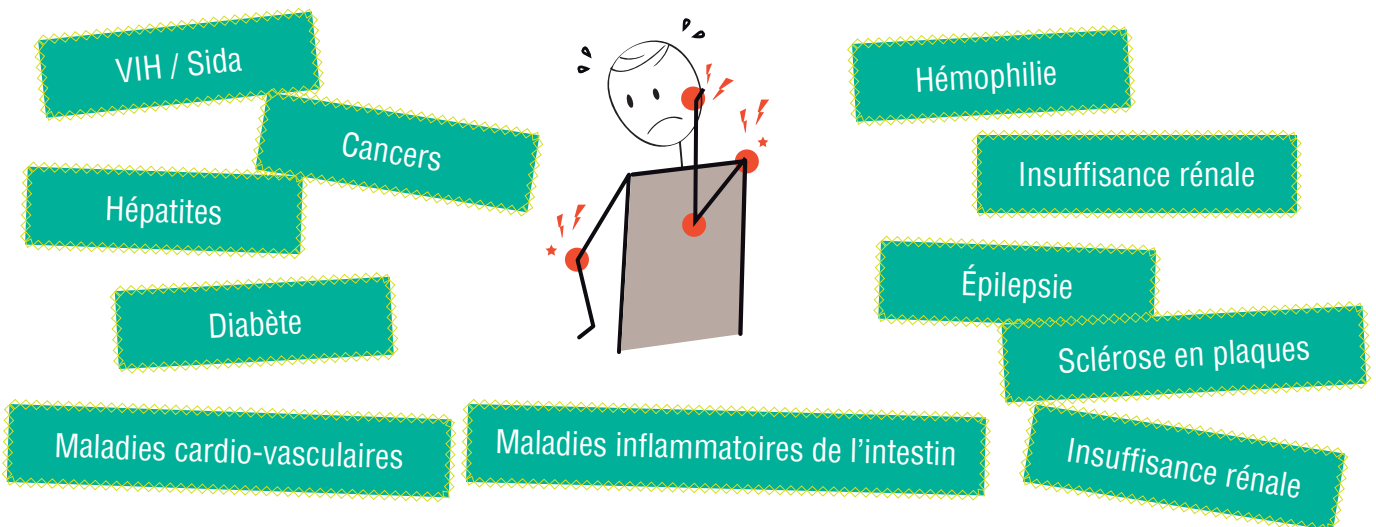 VIH / Sida
Cancers
Hépatites
Diabète
Maladies cardio-vasculaires
Maladies inflammatoires de l’intestin
Hémophilie
Insuffisance rénale
Épilepsie
Sclérose en plaques
Insuffisance rénale